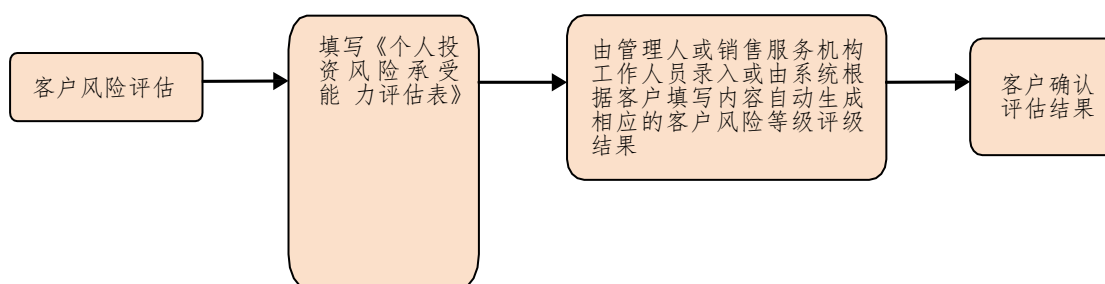 客户风险评估
填写《个人投
资风险承受
能 力评估表》
由管理人或销售服务机构
工作人员录入或由系统根
据客户填写内容自动生成
相应的客户风险等级评级
结果
客户确认
评估结果